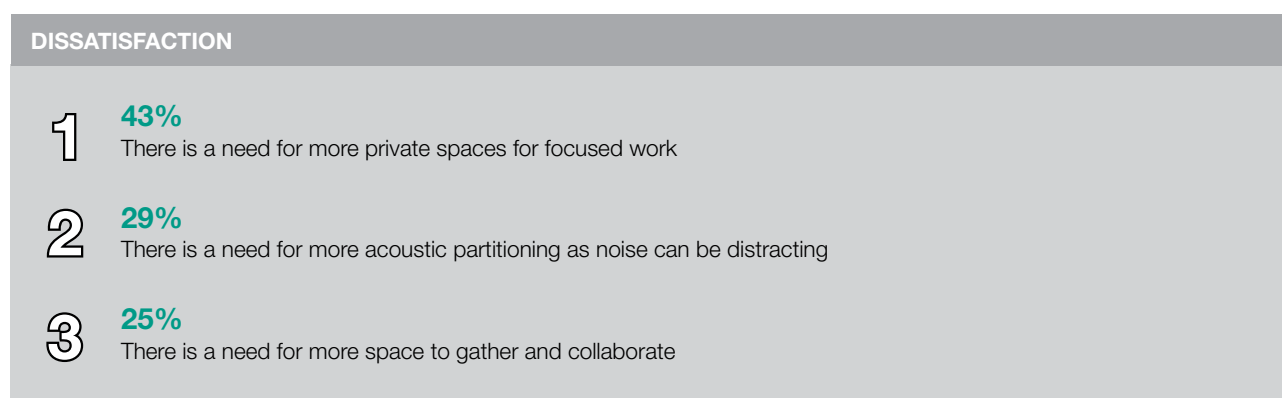 DISSATISFACTION
1
43%
There is a need for more private spaces for focused work
2
29%
There is a need for more acoustic partitioning as noise can be distracting
3
25%
There is a need for more space to gather and collaborate